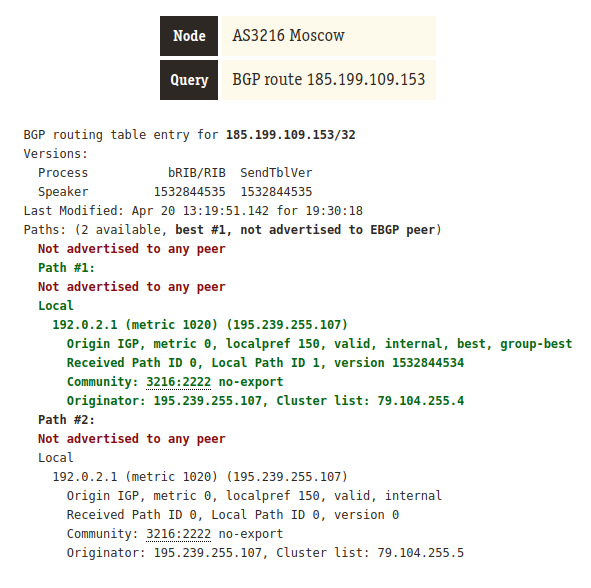 Node AS3216 Moscow
Query BGP route 185.199.109.153
BGP routing table entry for 185.199.109.153/32
Versions:
Process bRIB/RIB SendTblVer
Speaker 1532844535 1532844535
Last Modified: Apr 20 13:19:51.142 for 19:30:18
Paths: (2 available, best #1, not advertised to EBGP peer)
Not advertised to any peer
Path #1:
Not advertised to any peer
Local
192.0.2.1 (metric 1020) (195.239.255.107)
Origin IGP, metric 0, localpref 150, valid, internal, best, group-best
Received Path ID 0, Local Path ID 1, version 1532844534
Community: 3216:2222 no-export
Originator: 195.239.255.107, Cluster list: 79.104.255.4
Path #2:
Not advertised to any peer
Local
192.0.2.1 (metric 1020) (195.239.255.107)
Origin IGP, metric 0, localpref 150, valid, internal
Received Path ID 0, Local Path ID 0, version 0
Community: 3216:2222 no-export
Originator: 195.239.255.107, Cluster list: 79.104.255.5